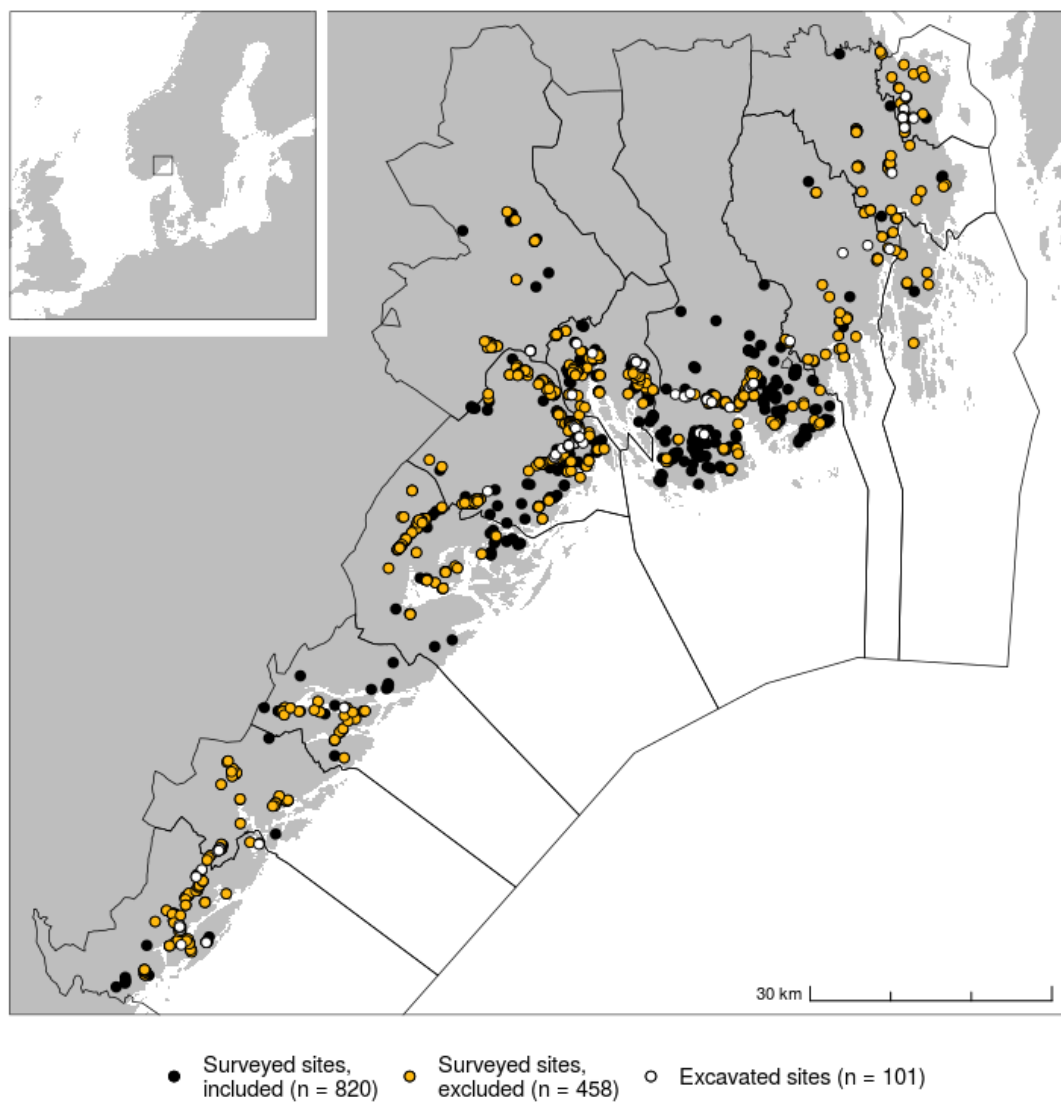 30 km
Surveyed sites,
included (n = 820)
Surveyed sites,
excluded (n = 458)
Excavated sites (n = 101)